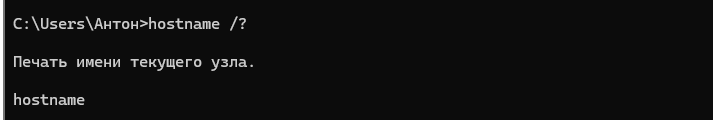 C:\Users\Антон>hostname /?
Печать имени текущего узла.
hostname